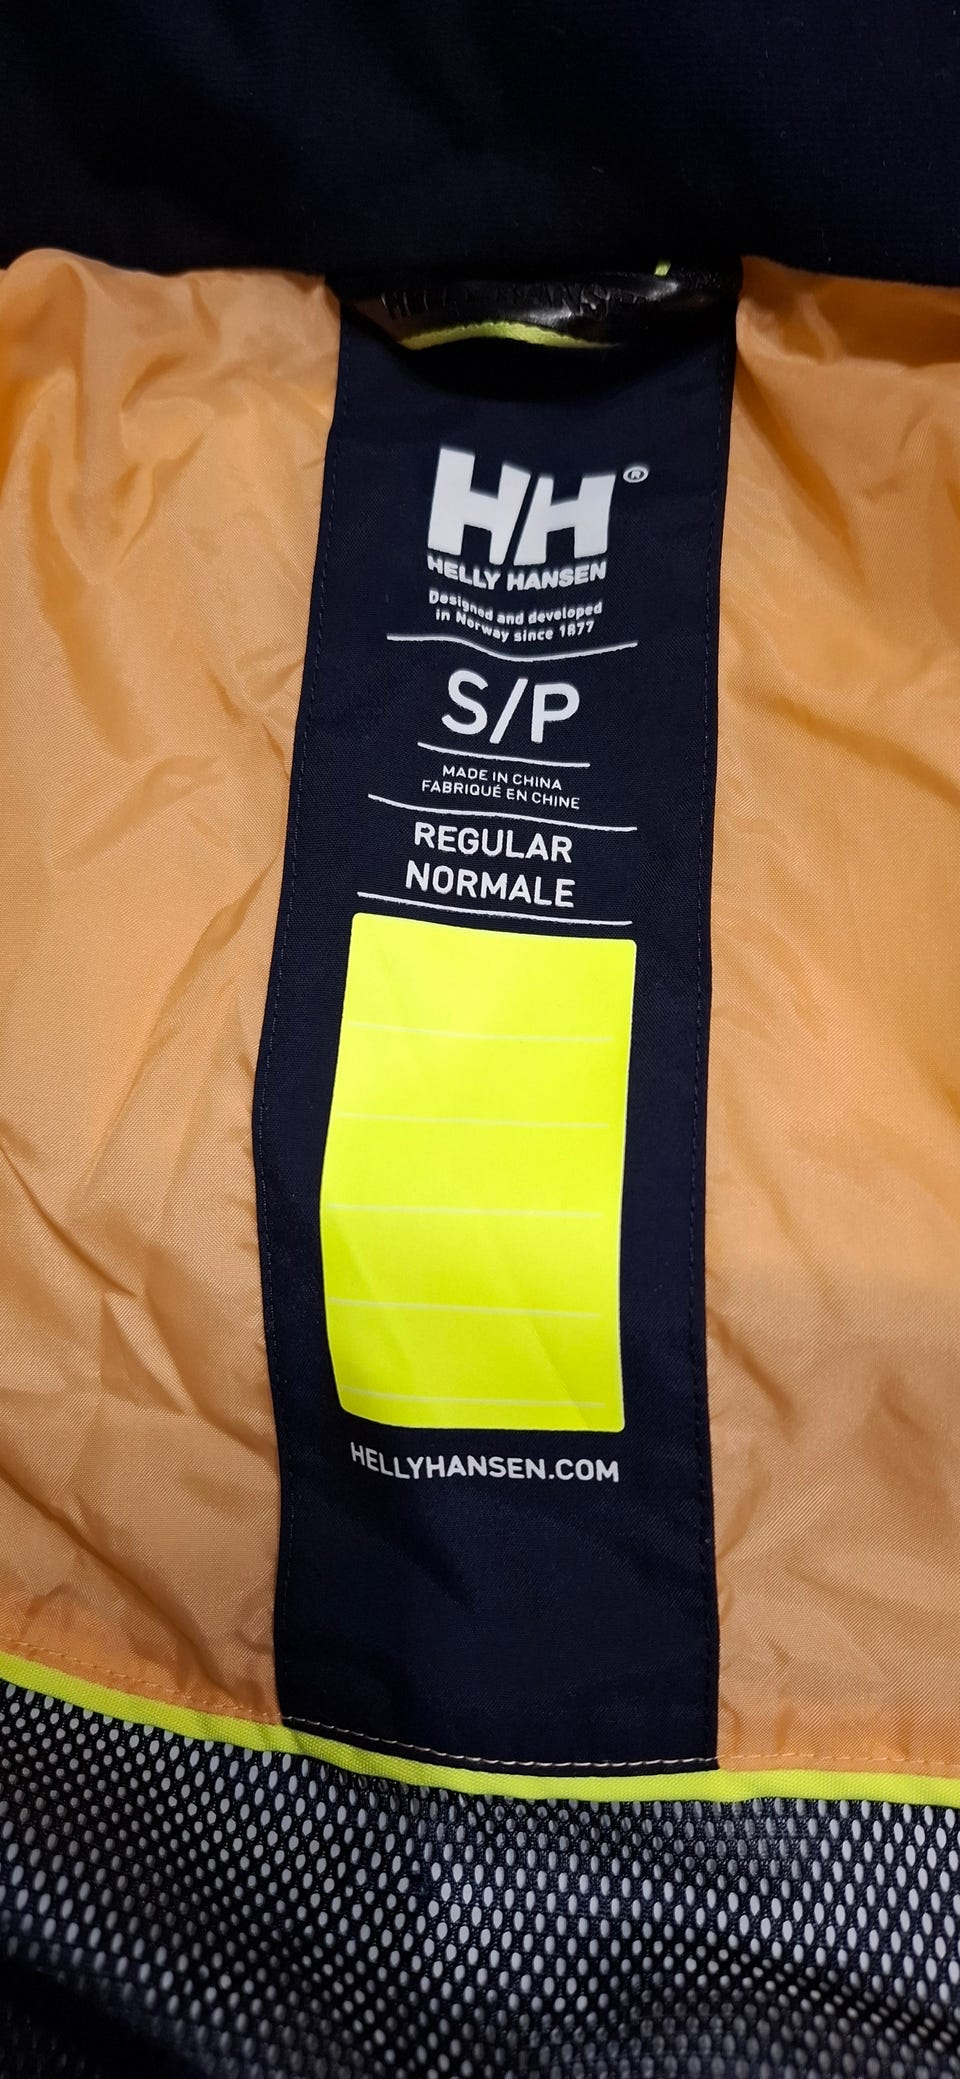 HELLY HANSEN
HH®
HELLY HANSEN
Designed and developed
in Norway since 1877
S/P
MADE IN CHINA
FABRIQUÉ EN CHINE
REGULAR
NORMALE
HELLYHANSEN.COM